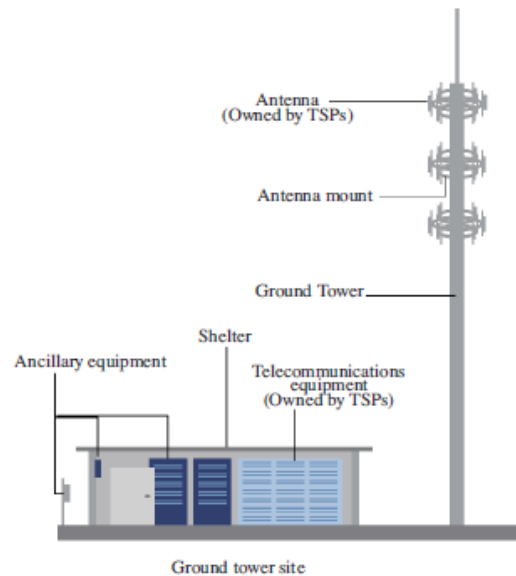 Antenna
(Owned by TSPs)
Antenna mount
Ground Tower
Shelter
Ancillary equipment
Telecommunications
equipment
(Owned by TSPs)
Ground tower site